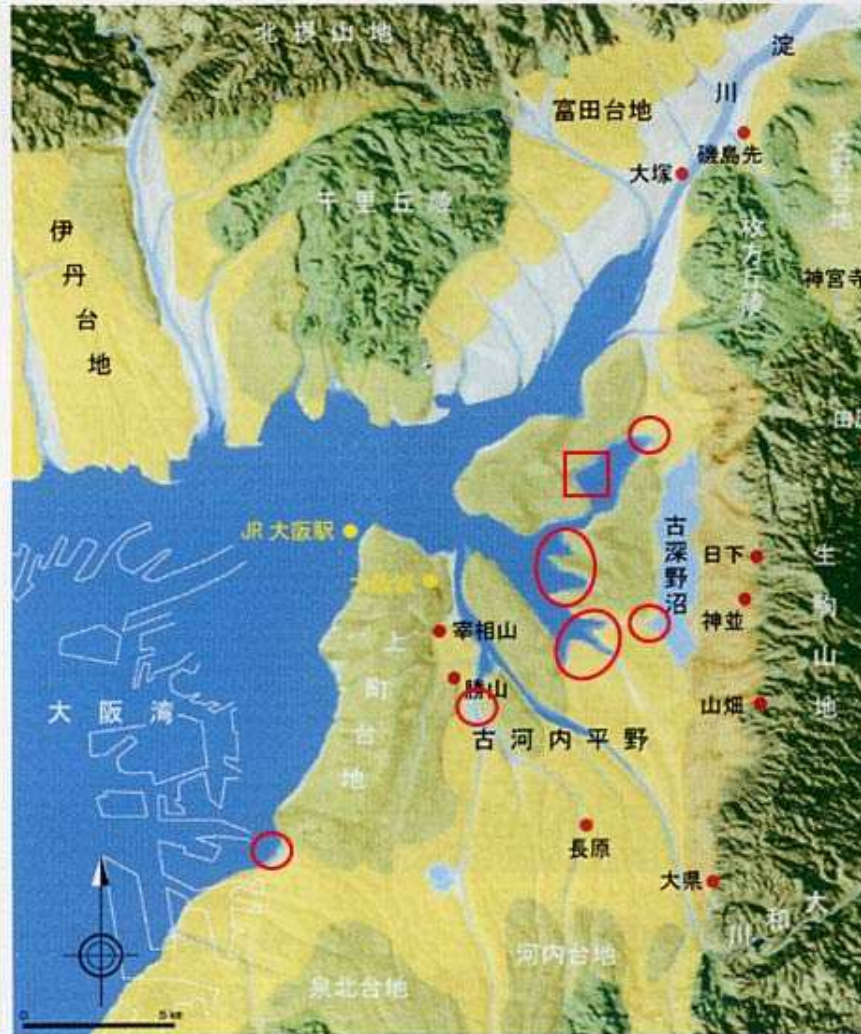 北摂山地
淀
川
富田台地
磯島先
大塚
千里丘陵
枚方丘陵
伊丹台地
神宮寺
古深野沼
JR 大阪駅
日下
生駒山地
神並
宰相山
上町台地
勝山
大阪湾
山畑
古河内平野
長原
大県
大和川
河内台地
泉北台地
0
5 km